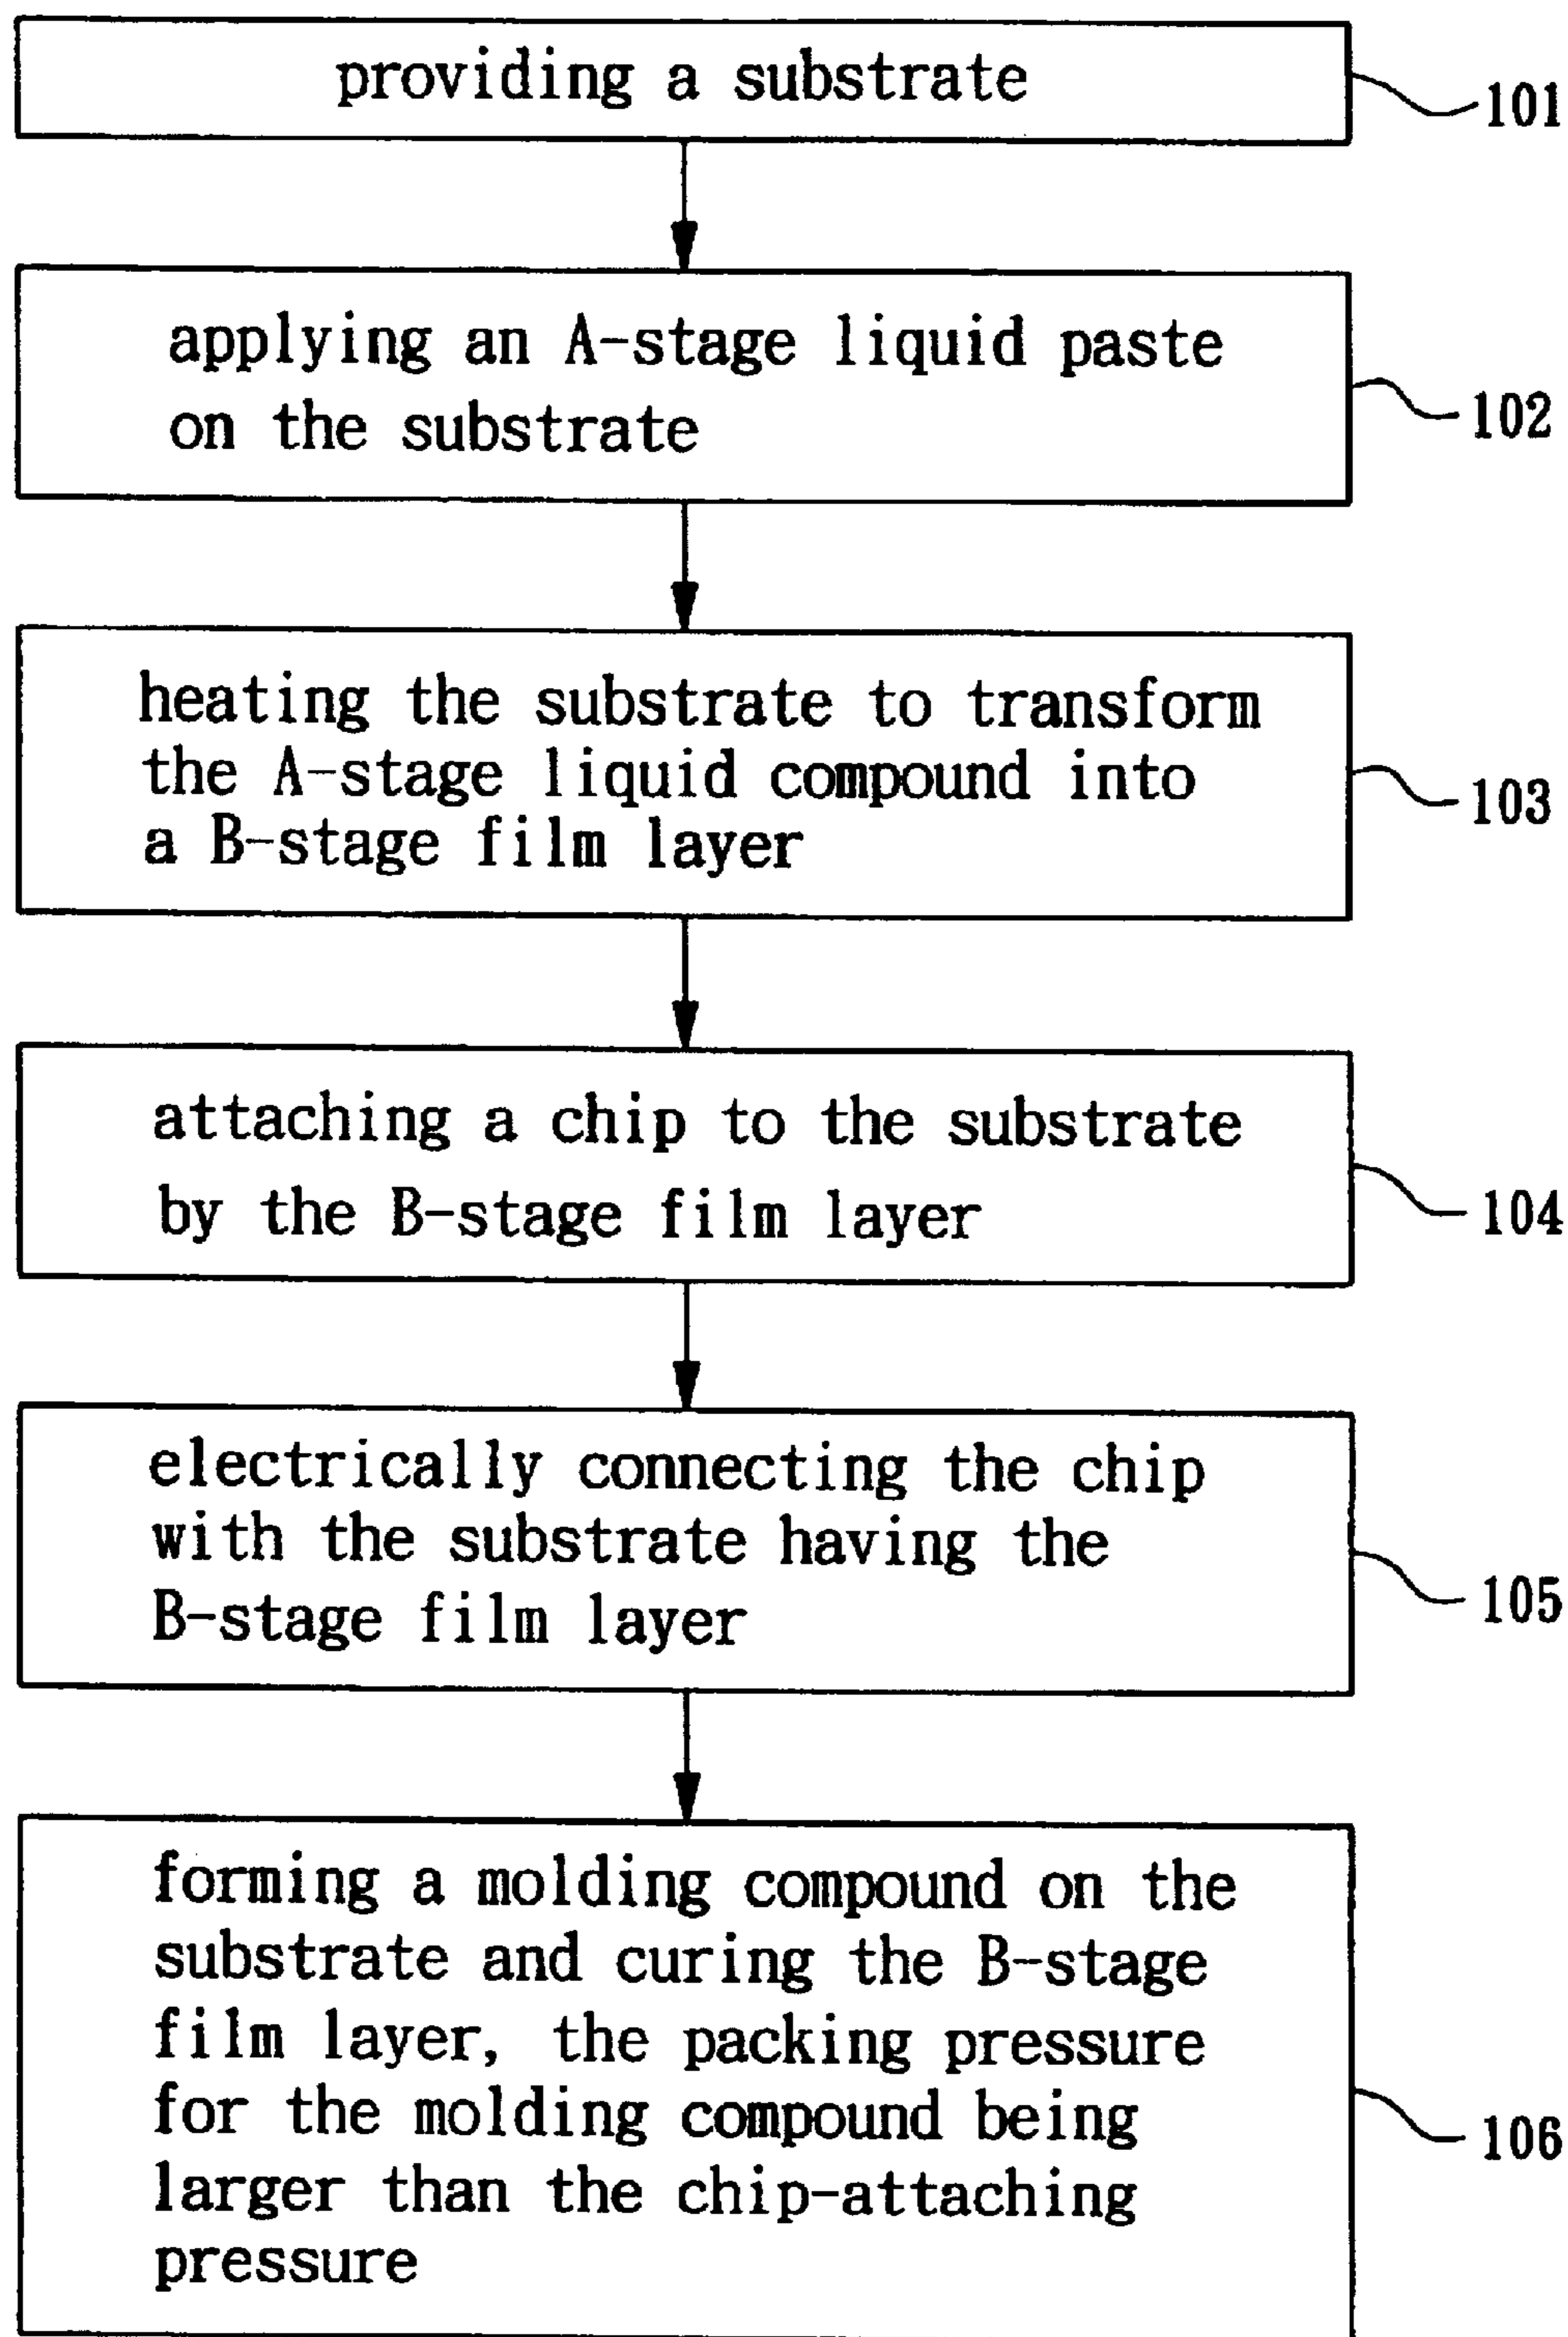 providing a substrate
101
applying an A-stage liquid paste
on the substrate
102
heating the substrate to transform
the A-stage liquid compound into
a B-stage film layer
103
attaching a chip to the substrate
by the B-stage film layer
104
electrically connecting the chip
with the substrate having the
B-stage film layer
105
forming a molding compound on the
substrate and curing the B-stage
film layer, the packing pressure
for the molding compound being
larger than the chip-attaching
pressure
106